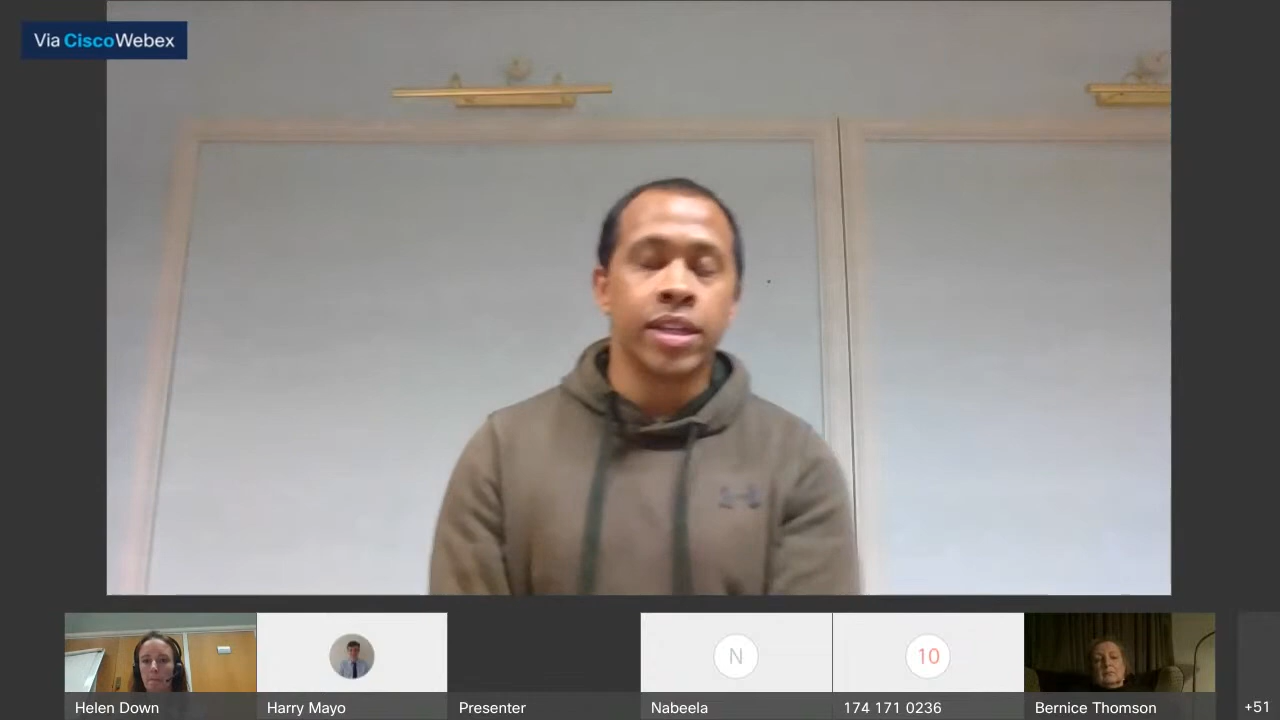 Via CiscoWebex
N
10
Helen Down
Harry Mayo
Presenter
Nabeela
174 171 0236
Bernice Thomson
+51